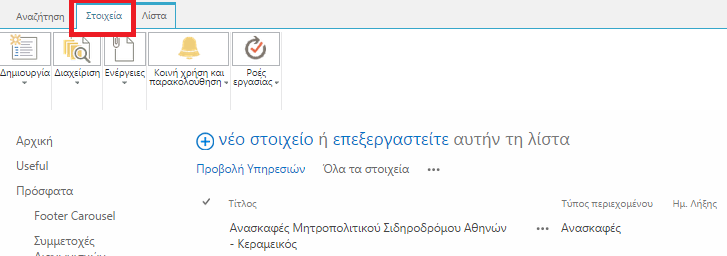 Αναζήτηση Στοιχεία Λίστα
Δημιουργία Διαχείριση Ενέργειες Κοινή χρήση και παρακολούθηση Ροές εργασίας
Αρχική
νέο στοιχείο ή επεξεργαστείτε αυτήν τη λίστα
Useful
Προβολή Υπηρεσιών Όλα τα στοιχεία •••
Πρόσφατα
Τίτλος Τύπος περιεχομένου Ημ. Λήξης
Footer Carousel
Ανασκαφές Μητροπολιτικού Σιδηροδρόμου Αθηνών ••• Ανασκαφές
- Κεραμεικός
Συμμετοχές